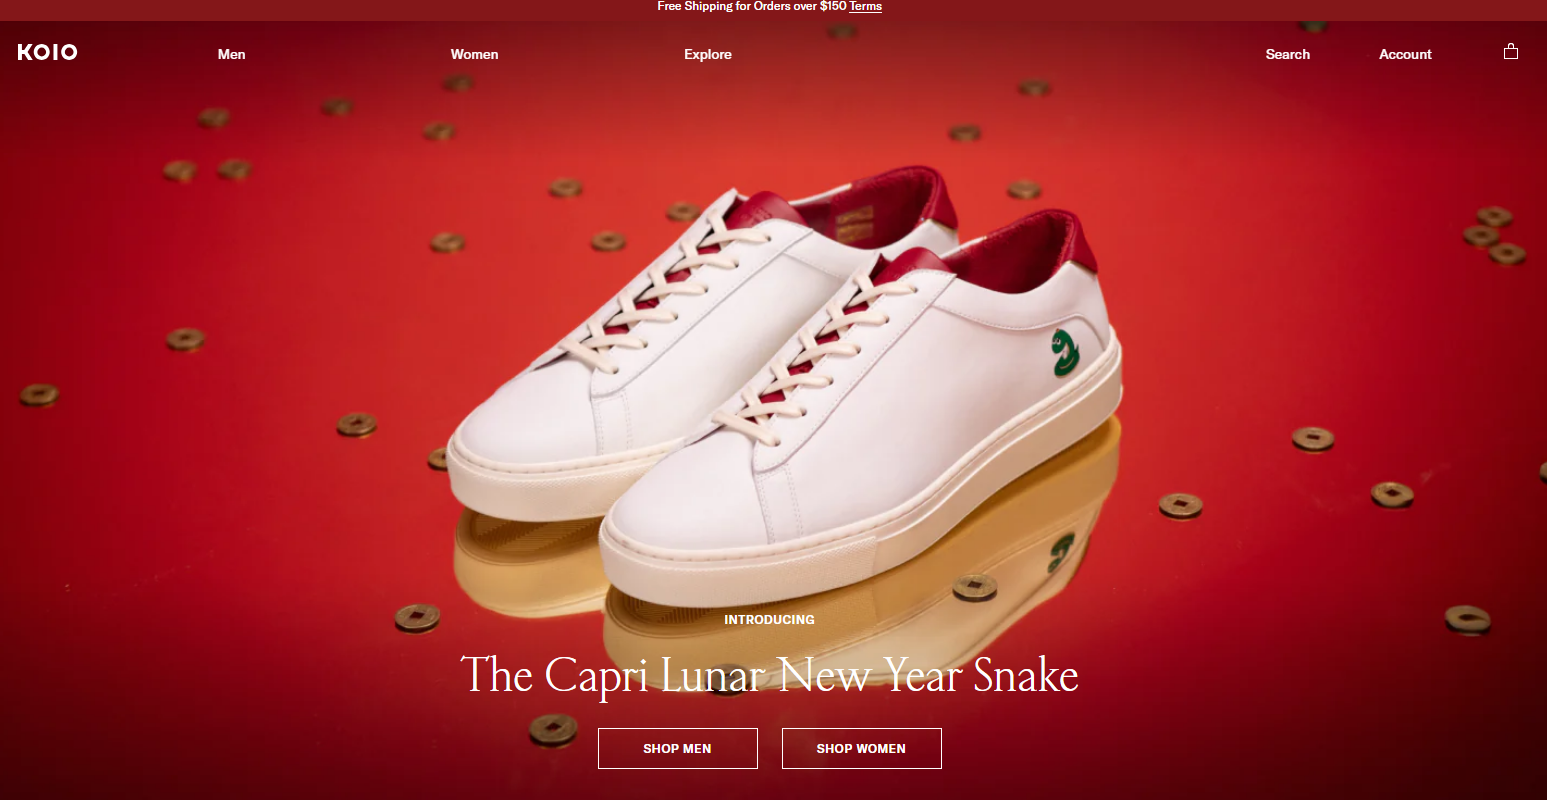 Free Shipping for Orders over $150 Terms
KOIO
Men
Women
Explore
Search
Account
INTRODUCING
The Capri Lunar New Year Snake
SHOP MEN
SHOP WOMEN